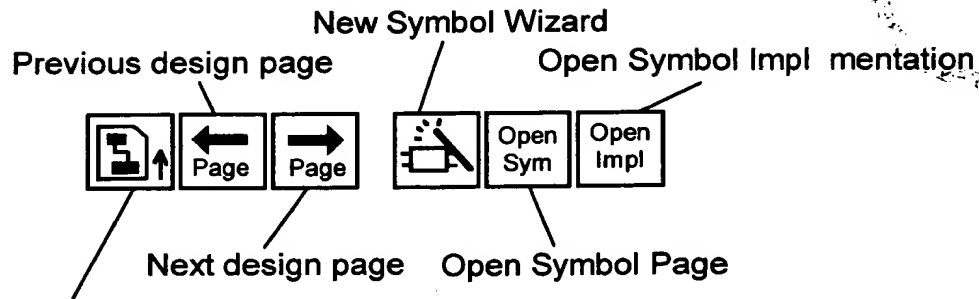 New Symbol Wizard
Previous design page
Open Symbol Impl mentation
Page
Page
Open
Sym
Open
Impl
Next design page
Open Symbol Page